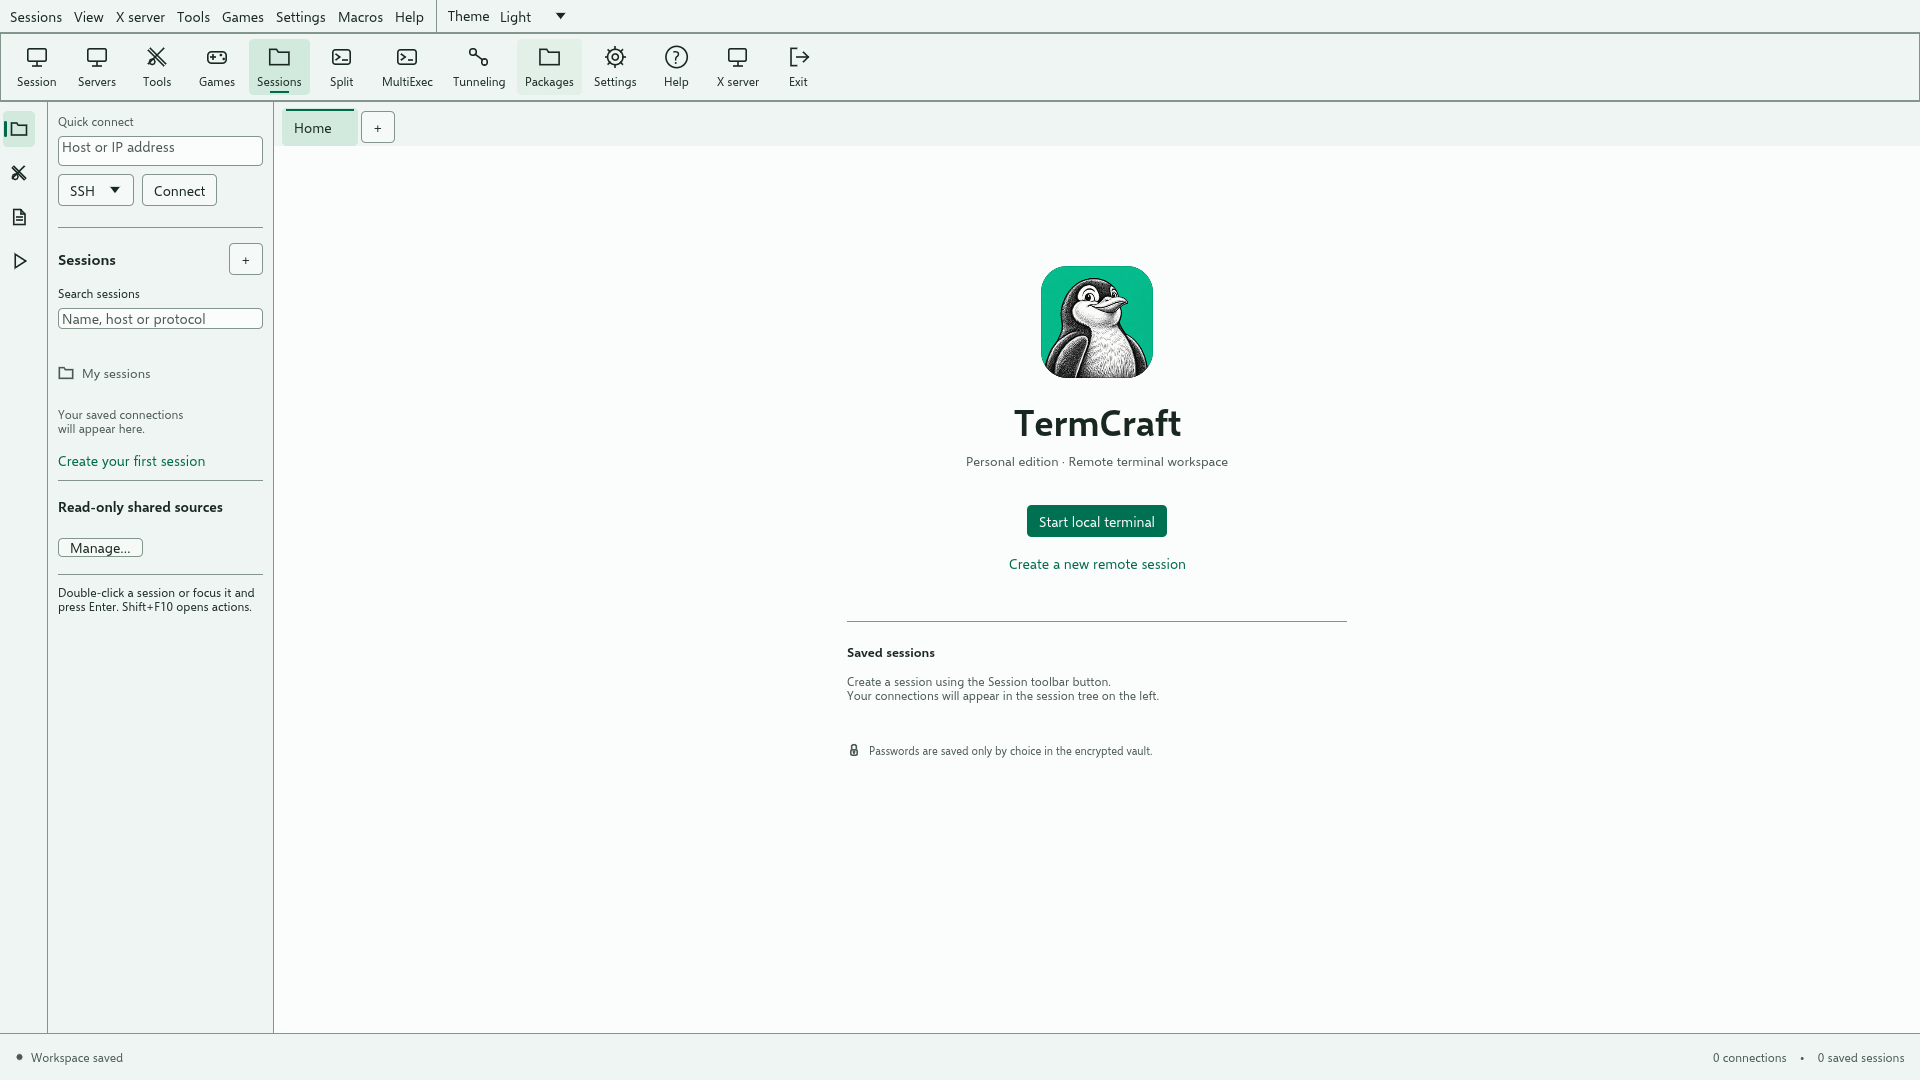 Sessions View X server Tools Games Settings Macros Help Theme Light
Session Servers Tools Games Sessions Split MultiExec Tunneling Packages Settings Help X server Exit
Quick connect
Host or IP address
SSH Connect
Sessions +
Search sessions
Name, host or protocol
My sessions
Your saved connections
will appear here.
Create your first session
Read-only shared sources
Manage...
Double-click a session or focus it and
press Enter. Shift+F10 opens actions.
Home +
TermCraft
Personal edition · Remote terminal workspace
Start local terminal
Create a new remote session
Saved sessions
Create a session using the Session toolbar button.
Your connections will appear in the session tree on the left.
Passwords are saved only by choice in the encrypted vault.
Workspace saved
0 connections • 0 saved sessions